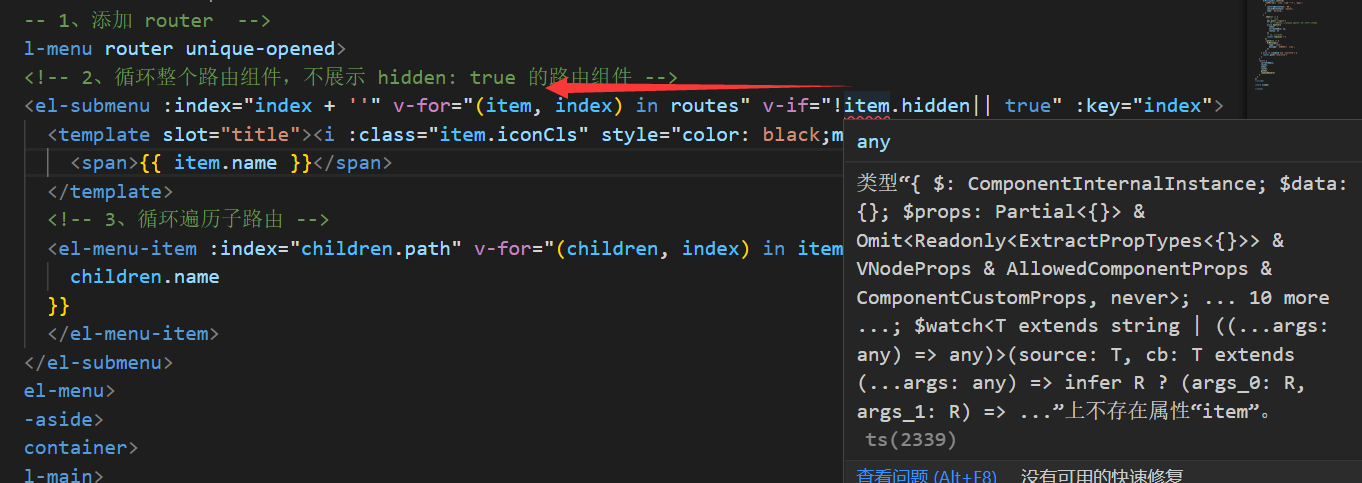 -- 1、添加 router  -->
l-menu router unique-opened>
<!-- 2、循环整个路由组件，不展示 hidden: true 的路由组件 -->
<el-submenu :index="index + ''" v-for="(item, index) in routes" v-if="!item.hidden|| true" :key="index">
<template slot="title"><i :class="item.iconCls" style="color: black;m
<span>{{ item.name }}</span>
</template>
<!-- 3、循环遍历子路由 -->
<el-menu-item :index="children.path" v-for="(children, index) in item
children.name
}}
</el-menu-item>
</el-submenu>
el-menu>
-aside>
container>
l-main>
any
类型“{ $: ComponentInternalInstance; $data:
{}; $props: Partial<{}> &
Omit<Readonly<ExtractPropTypes<{}>> &
VNodeProps & AllowedComponentProps &
ComponentCustomProps, never>; ... 10 more
...; $watch<T extends string | ((...args:
any) => any)>(source: T, cb: T extends
(...args: any) => infer R ? (args_0: R,
args_1: R) => ...”上不存在属性“item”。
ts(2339)
查看问题 (Alt+F8) 没有可用的快速修复